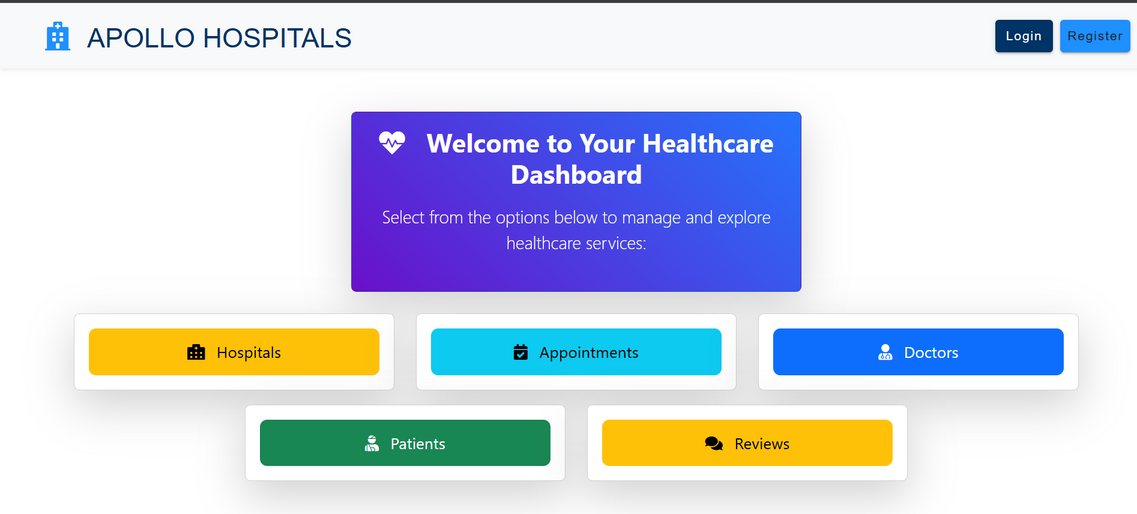 APOLLO HOSPITALS
Login
Register
Welcome to Your Healthcare
Dashboard
Select from the options below to manage and explore
healthcare services:
Hospitals
Appointments
Doctors
Patients
Reviews